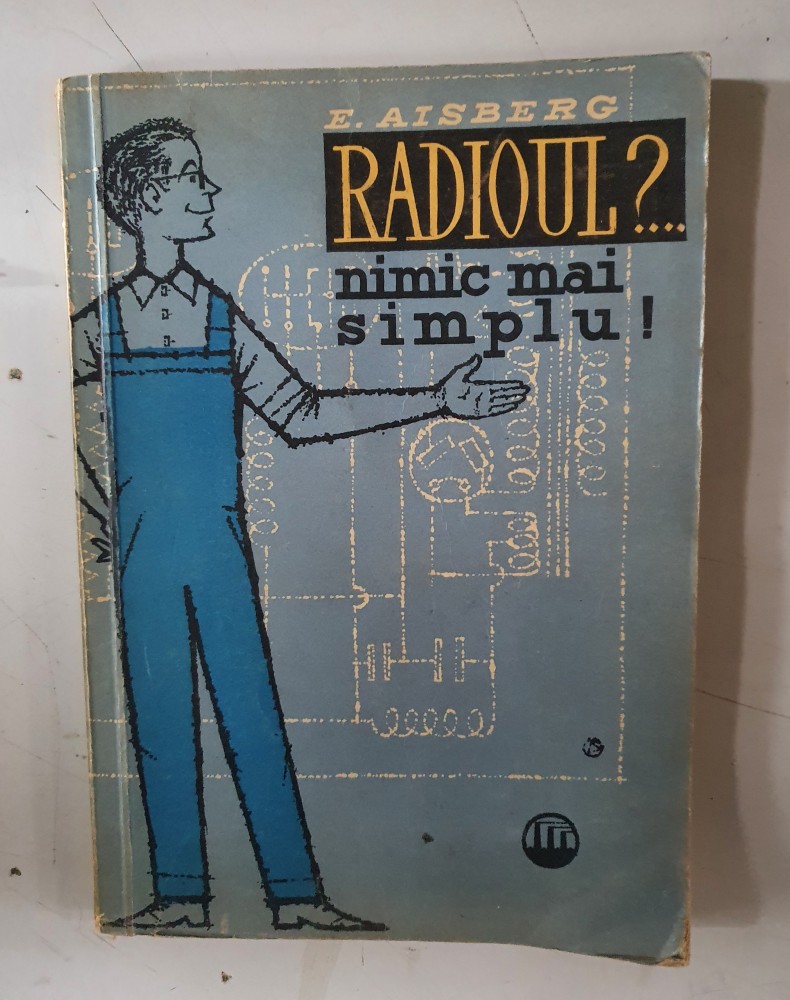 E. AISBERG
RADIOUL?....
nimic mai
simplu!